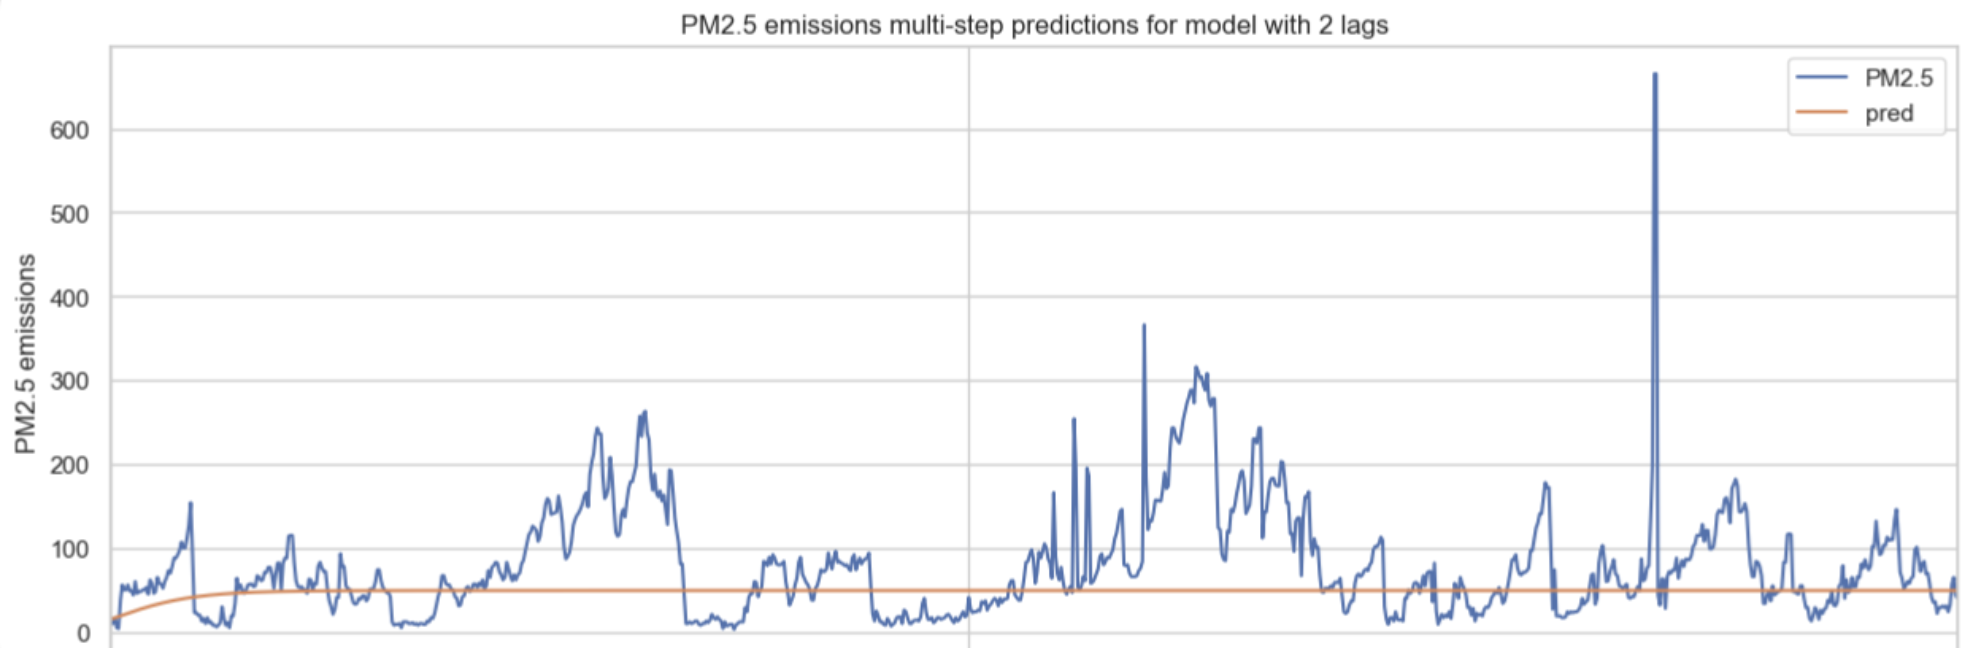 PM2.5 emissions multi-step predictions for model with 2 lags
PM2.5
pred
PM2.5 emissions
600
500
400
300
200
100
0